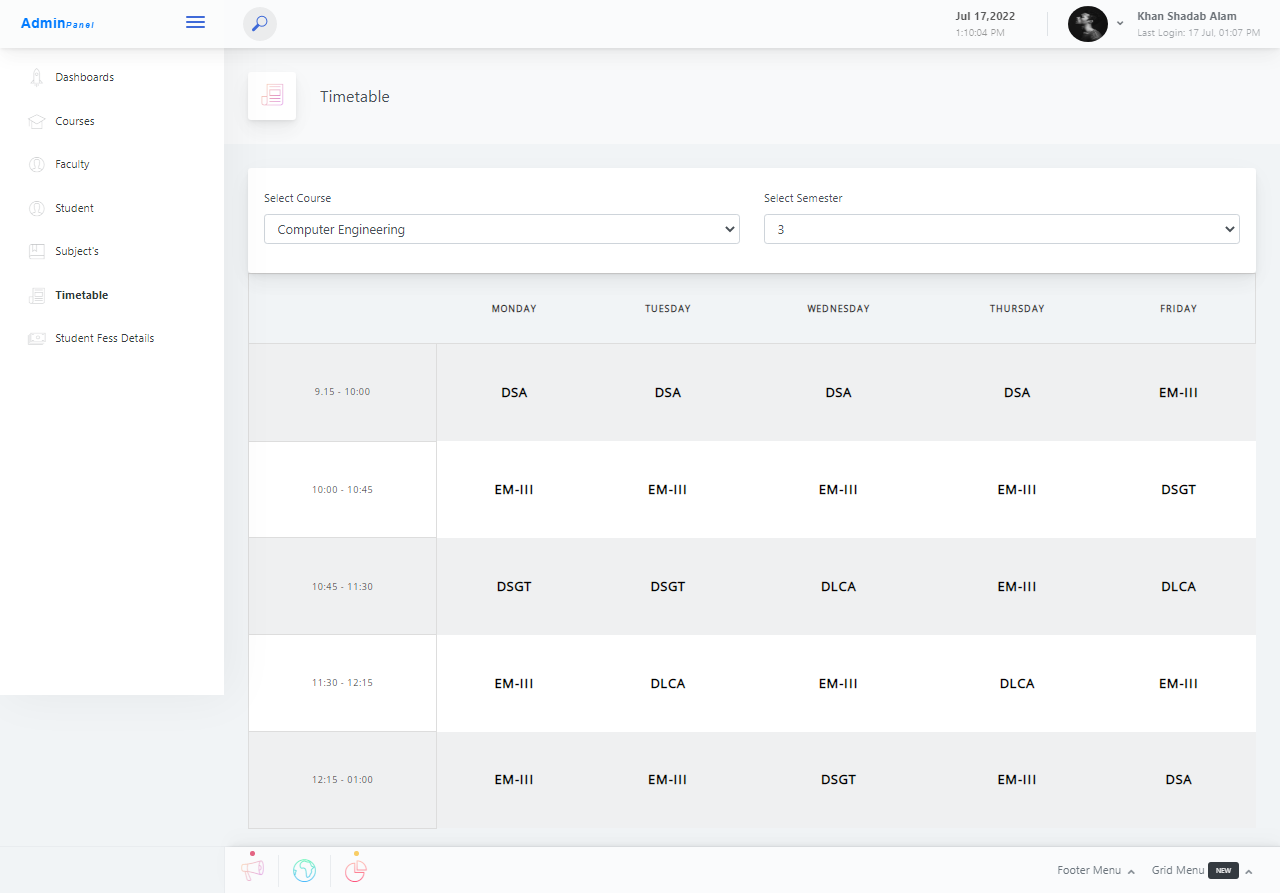 AdminPanel
Jul 17,2022
1:10:04 PM
Khan Shadab Alam
Last Login: 17 Jul, 01:07 PM
Dashboards
Courses
Faculty
Student
Subject's
Timetable
Student Fess Details
Timetable
Select Course
Select Semester
Computer Engineering
3
MONDAY TUESDAY WEDNESDAY THURSDAY FRIDAY
9.15 - 10:00 DSA DSA DSA DSA EM-III
10:00 - 10:45 EM-III EM-III EM-III EM-III DSGT
10:45 - 11:30 DSGT DSGT DLCA EM-III DLCA
11:30 - 12:15 EM-III DLCA EM-III DLCA EM-III
12:15 - 01:00 EM-III EM-III DSGT EM-III DSA
Footer Menu
Grid Menu NEW